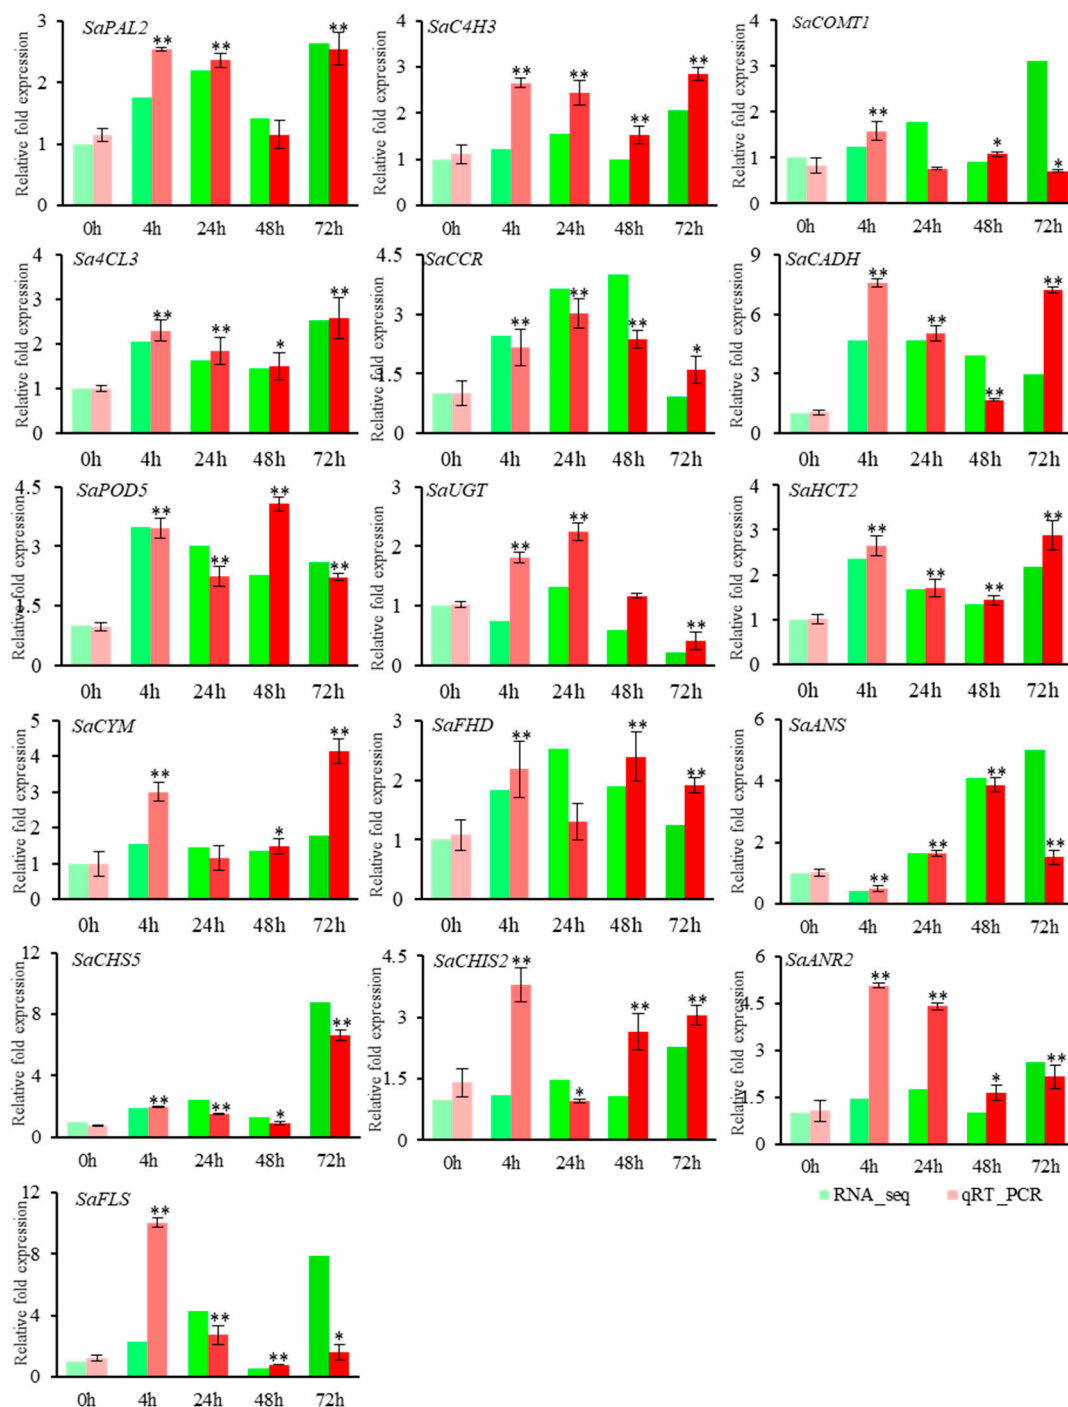 SaPAL2
Relative fold expression
3
2
1
0
**
**
**
0h 4h 24h 48h 72h
SaC4H3
Relative fold expression
4
3
2
1
0
**
**
**
**
0h 4h 24h 48h 72h
SaCOMT1
Relative fold expression
4
3
2
1
0
**
*
*
0h 4h 24h 48h 72h
Sa4CL3
Relative fold expression
4
3
2
1
0
**
**
*
**
0h 4h 24h 48h 72h
SaCCR
Relative fold expression
4.5
3
1.5
0
**
**
**
*
0h 4h 24h 48h 72h
SaCADH
Relative fold expression
9
6
3
0
**
**
**
**
0h 4h 24h 48h 72h
SaPOD5
Relative fold expression
4.5
3
1.5
0
**
**
**
**
0h 4h 24h 48h 72h
SaUGT
Relative fold expression
3
2
1
0
**
**
**
0h 4h 24h 48h 72h
SaHCT2
Relative fold expression
4
3
2
1
0
**
**
**
**
0h 4h 24h 48h 72h
SaCYM
Relative fold expression
5
4
3
2
1
0
**
*
**
0h 4h 24h 48h 72h
SaFHD
Relative fold expression
3
2
1
0
**
**
**
0h 4h 24h 48h 72h
SaANS
Relative fold expression
6
4
2
0
**
**
**
**
0h 4h 24h 48h 72h
SaCHS5
Relative fold expression
12
8
4
0
**
**
*
**
0h 4h 24h 48h 72h
SaCHIS2
Relative fold expression
4.5
3
1.5
0
**
*
**
**
0h 4h 24h 48h 72h
SaANR2
Relative fold expression
6
4.5
3
1.5
0
**
**
*
**
0h 4h 24h 48h 72h
RNA_seq qRT_PCR
SaFLS
Relative fold expression
12
8
4
0
**
**
**
*
0h 4h 24h 48h 72h